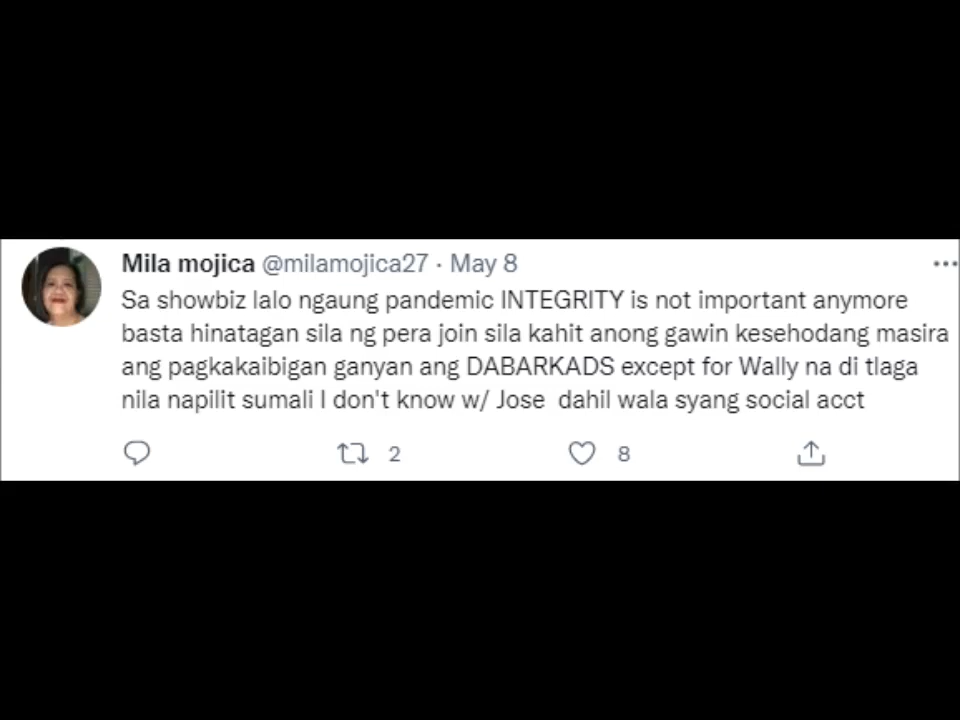 Mila mojica @milamojica27 · May 8
Sa showbiz lalo ngaung pandemic INTEGRITY is not important anymore
basta hinatagan sila ng pera join sila kahit anong gawin kesehodang masira
ang pagkakaibigan ganyan ang DABARKADS except for Wally na di tlaga
nila napilit sumali I don't know w/ Jose  dahil wala syang social acct
2 8